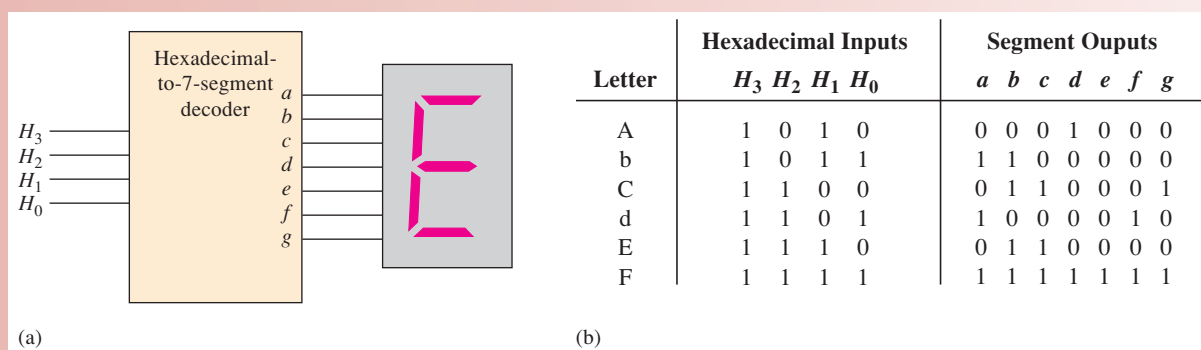 Hexadecimal-
to-7-segment
decoder
H3
H2
H1
H0
a
b
c
d
e
f
g
(a)
Hexadecimal Inputs Segment Ouputs
Letter H3 H2 H1 H0 a b c d e f g
A 1 0 1 0 0 0 0 1 0 0 0
b 1 0 1 1 1 1 0 0 0 0 0
C 1 1 0 0 0 1 1 0 0 0 1
d 1 1 0 1 1 0 0 0 0 1 0
E 1 1 1 0 0 1 1 0 0 0 0
F 1 1 1 1 1 1 1 1 1 1 1
(b)
E